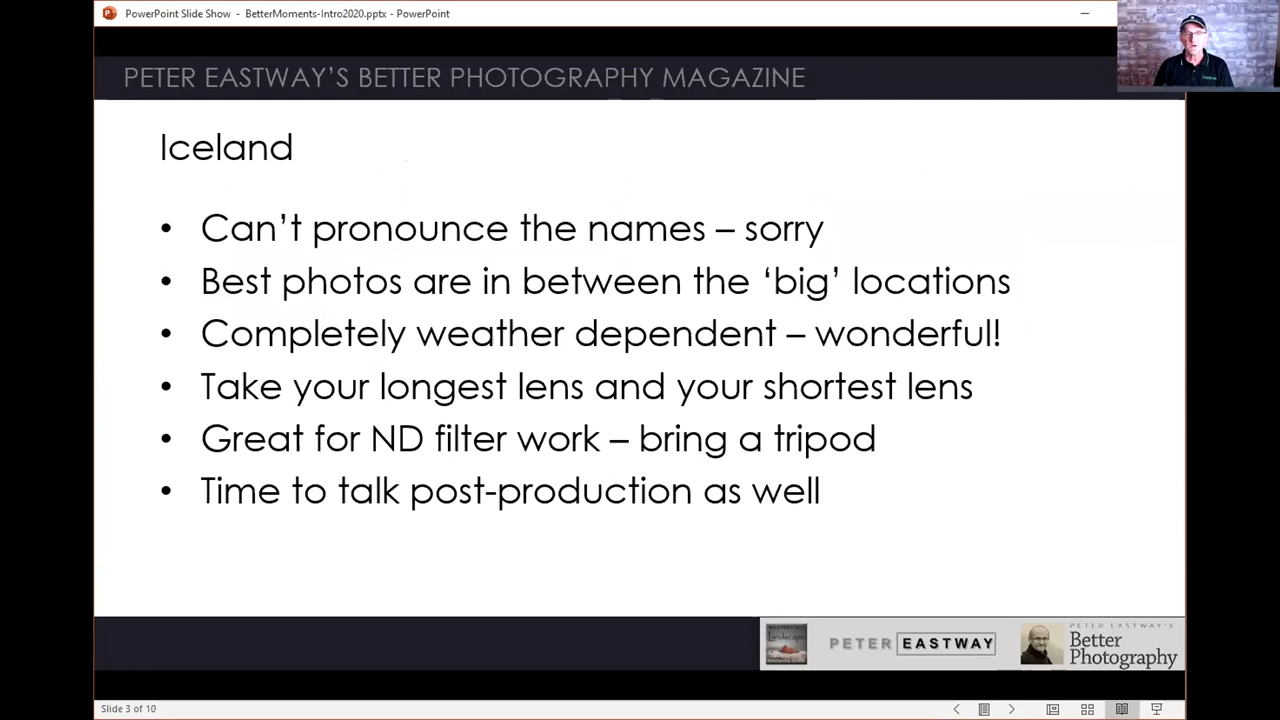 PowerPoint Slide Show - BetterMoments-Intro2020.pptx - PowerPoint
PETER EASTWAY’S BETTER PHOTOGRAPHY MAGAZINE
Iceland
• Can’t pronounce the names – sorry
• Best photos are in between the ‘big’ locations
• Completely weather dependent – wonderful!
• Take your longest lens and your shortest lens
• Great for ND filter work – bring a tripod
• Time to talk post-production as well
Landscape
PETER EASTWAY
PETER EASTWAY'S
Better
Photography
Slide 3 of 10